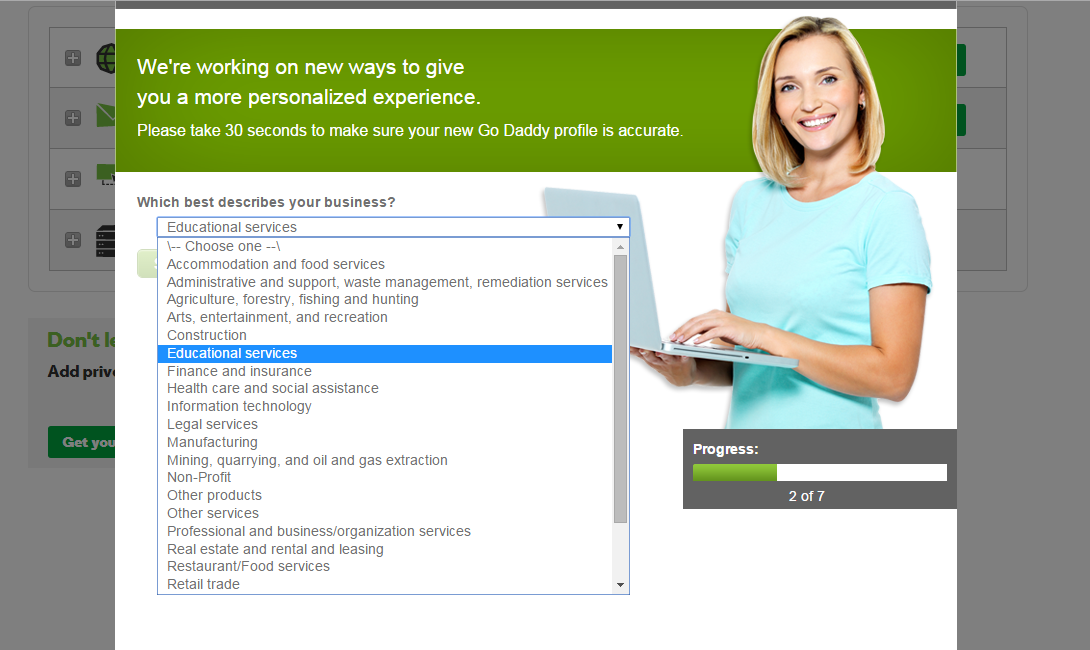 We're working on new ways to give
you a more personalized experience.
Please take 30 seconds to make sure your new Go Daddy profile is accurate.
Which best describes your business?
Educational services
\-- Choose one --\
Accommodation and food services
Administrative and support, waste management, remediation services
Agriculture, forestry, fishing and hunting
Arts, entertainment, and recreation
Construction
Educational services
Finance and insurance
Health care and social assistance
Information technology
Legal services
Manufacturing
Mining, quarrying, and oil and gas extraction
Non-Profit
Other products
Other services
Professional and business/organization services
Real estate and rental and leasing
Restaurant/Food services
Retail trade
Progress:
2 of 7
Don't
Add
Get